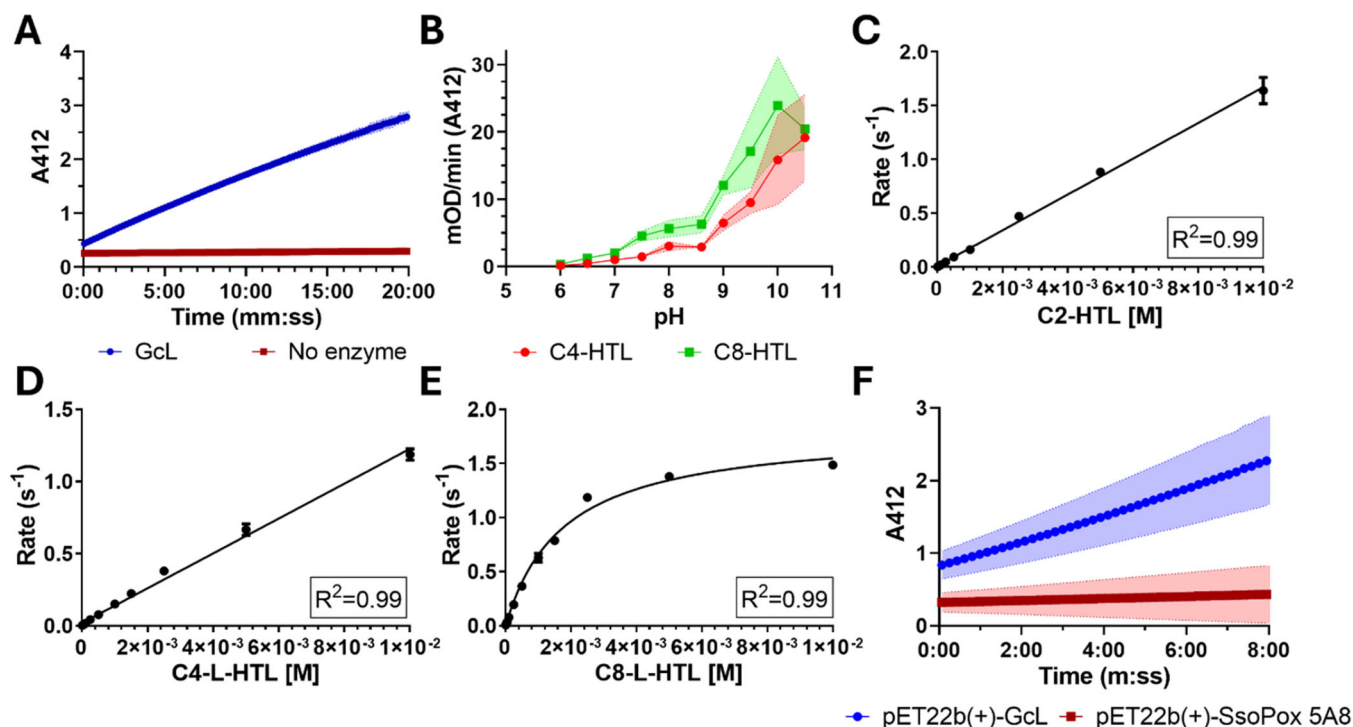 A
A412
4
3
2
1
0
0:00 5:00 10:00 15:00 20:00
Time (mm:ss)
GcL No enzyme
B
mOD/min (A412)
30
20
10
0
5 6 7 8 9 10 11
pH
C4-HTL C8-HTL
C
Rate (s⁻¹)
2.0
1.5
1.0
0.5
0.0
R²=0.99
0 2×10⁻³ 4×10⁻³ 6×10⁻³ 8×10⁻³ 1×10⁻²
C2-HTL [M]
D
Rate (s⁻¹)
1.5
1.0
0.5
0.0
R²=0.99
0 2×10⁻³ 4×10⁻³ 6×10⁻³ 8×10⁻³ 1×10⁻²
C4-L-HTL [M]
E
Rate (s⁻¹)
2.0
1.5
1.0
0.5
0.0
R²=0.99
0 2×10⁻³ 4×10⁻³ 6×10⁻³ 8×10⁻³ 1×10⁻²
C8-L-HTL [M]
F
A412
3
2
1
0
0:00 2:00 4:00 6:00 8:00
Time (m:ss)
pET22b(+)-GcL pET22b(+)-SsoPox 5A8